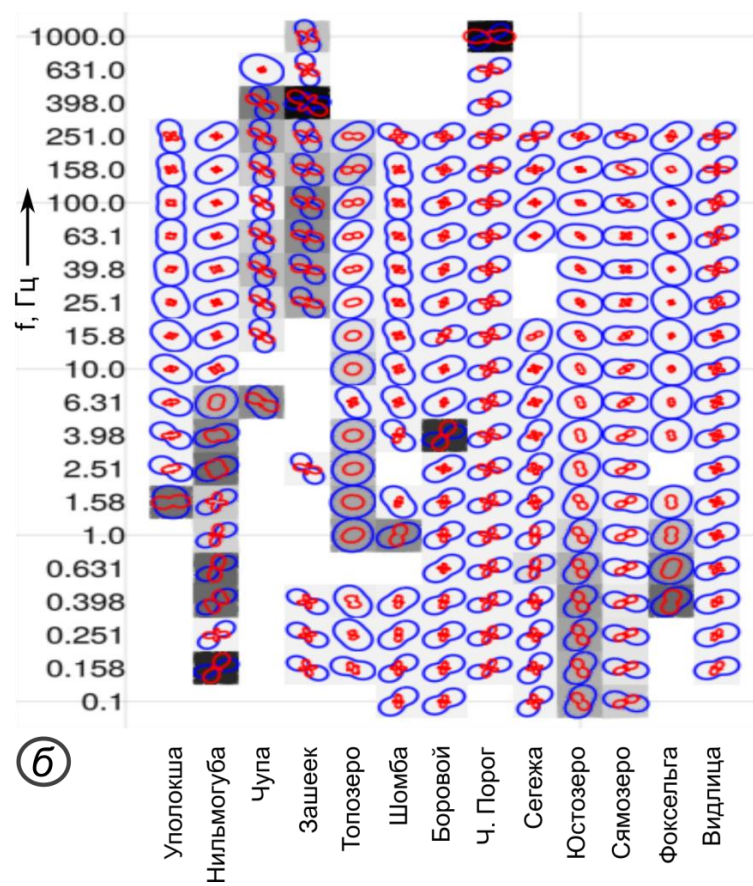 1000.0
631.0
398.0
251.0
158.0
100.0
63.1
39.8
25.1
15.8
10.0
6.31
3.98
2.51
1.58
1.0
0.631
0.398
0.251
0.158
0.1
f, Гц
б
Уполокша
Нильмогуба
Чупа
Зашеек
Топозеро
Шомба
Боровой
Ч. Порог
Сегежа
Юстозеро
Сямозеро
Фоксельга
Видлица